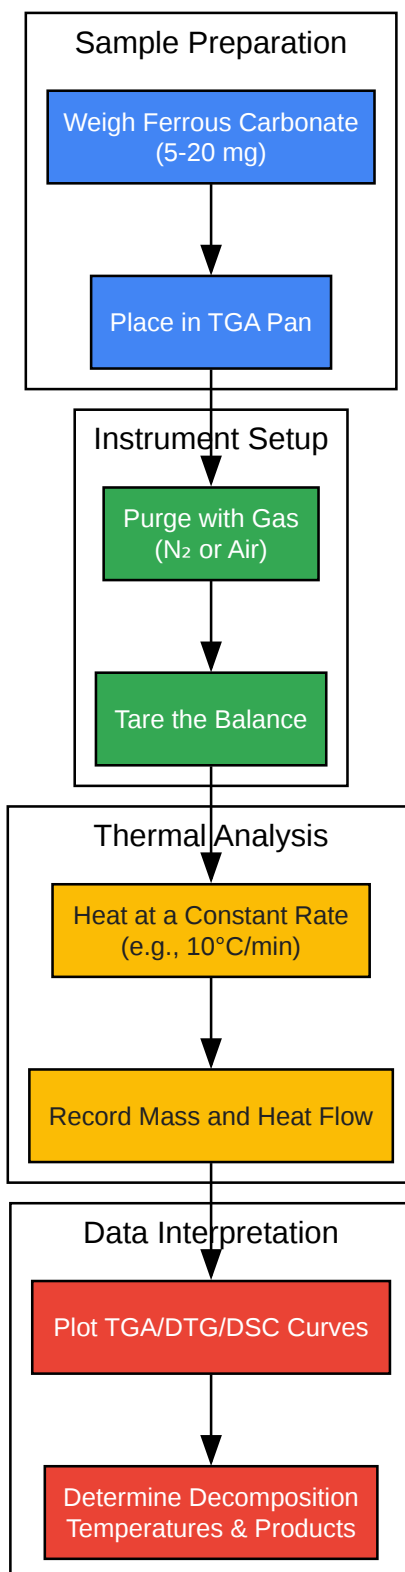 Sample Preparation
Weigh Ferrous Carbonate
(5-20 mg)
Place in TGA Pan
Instrument Setup
Purge with Gas
(N₂ or Air)
Tare the Balance
Thermal Analysis
Heat at a Constant Rate
(e.g., 10°C/min)
Record Mass and Heat Flow
Data Interpretation
Plot TGA/DTG/DSC Curves
Determine Decomposition
Temperatures & Products